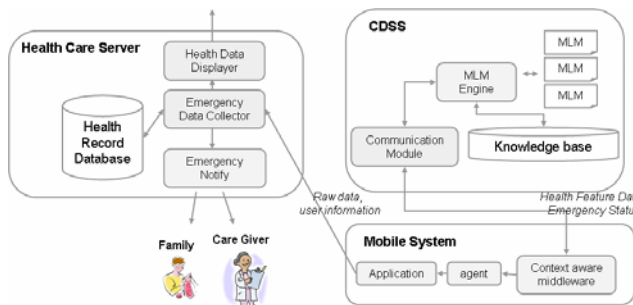 Health Care Server
Health Data
Displayer
Emergency
Data Collector
Health
Record
Database
Emergency
Notify
Family
Care Giver
Raw data,
user information
CDSS
MLM
MLM
MLM
MLM
Engine
Communication
Module
Knowledge base
Health Feature Da
Emergency Statu
Mobile System
Application
agent
Context aware
middleware